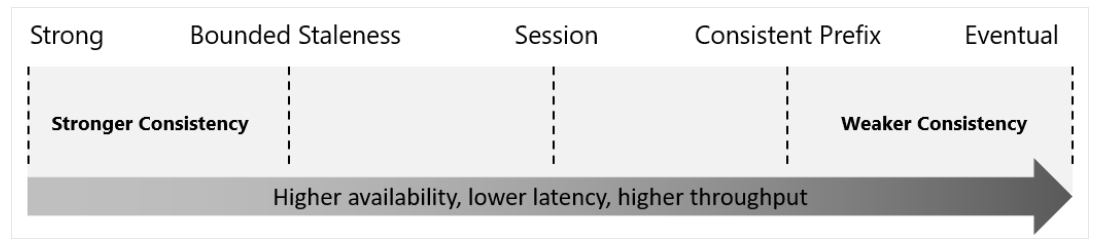 Strong Bounded Staleness Session Consistent Prefix Eventual
Stronger Consistency Weaker Consistency
Higher availability, lower latency, higher throughput